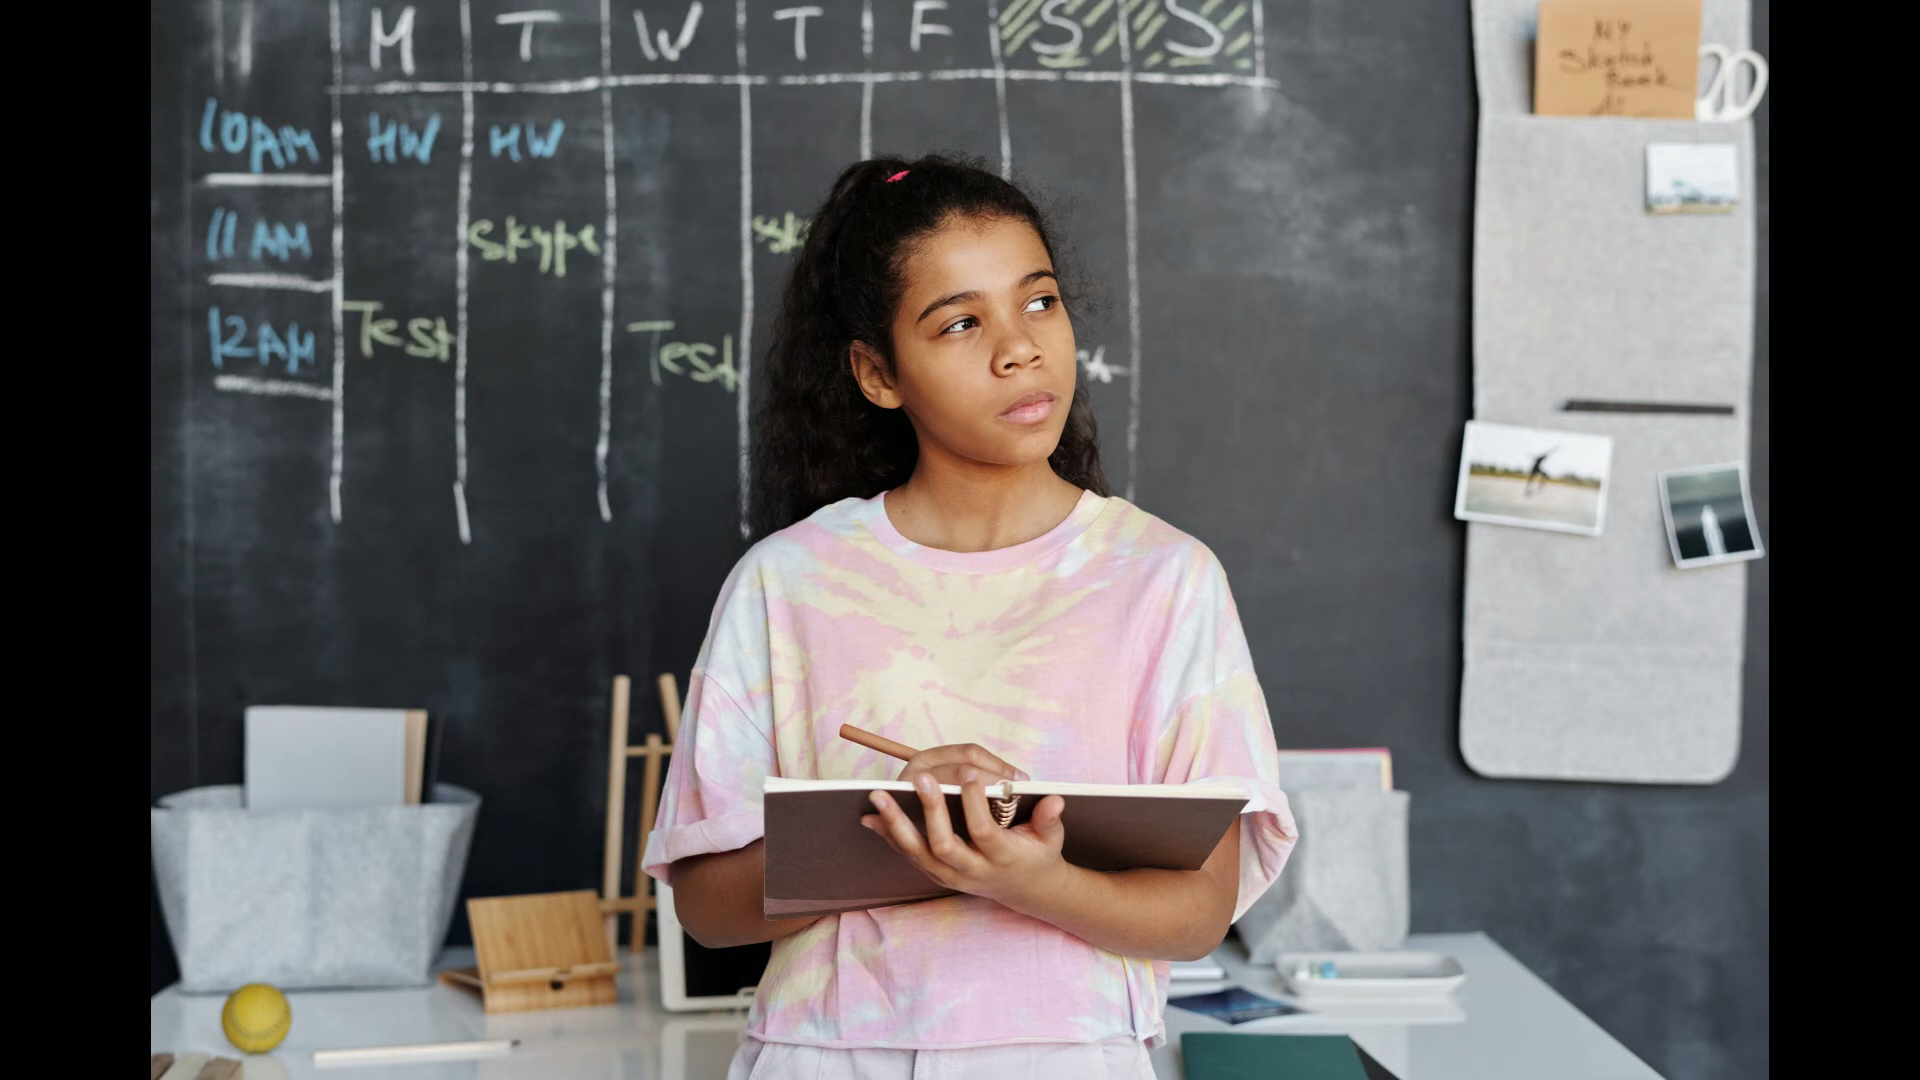 M T W T F S S
10AM HW HW
11 AM Skype
12AM Test Test
My
Sketch
Book